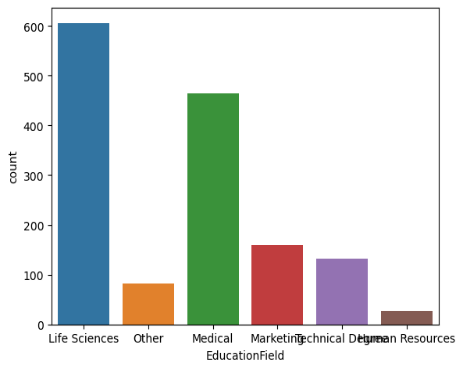 600
500
400
300
200
100
0
count
Life Sciences Other Medical Marketing Technical Degree Human Resources
EducationField